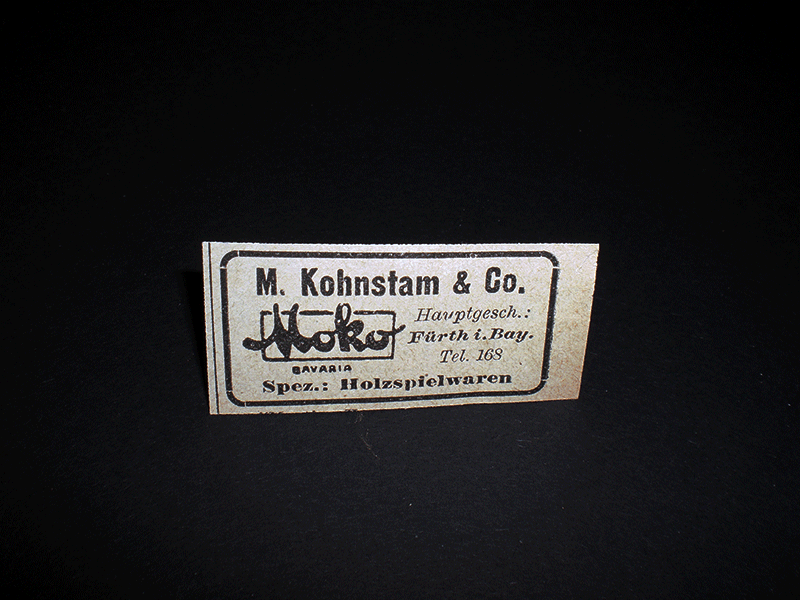 M. Kohnstam & Co.
Moko
BAVARIA
Hauptgesch.:
Fürth i. Bay.
Tel. 168
Spez.: Holzspielwaren